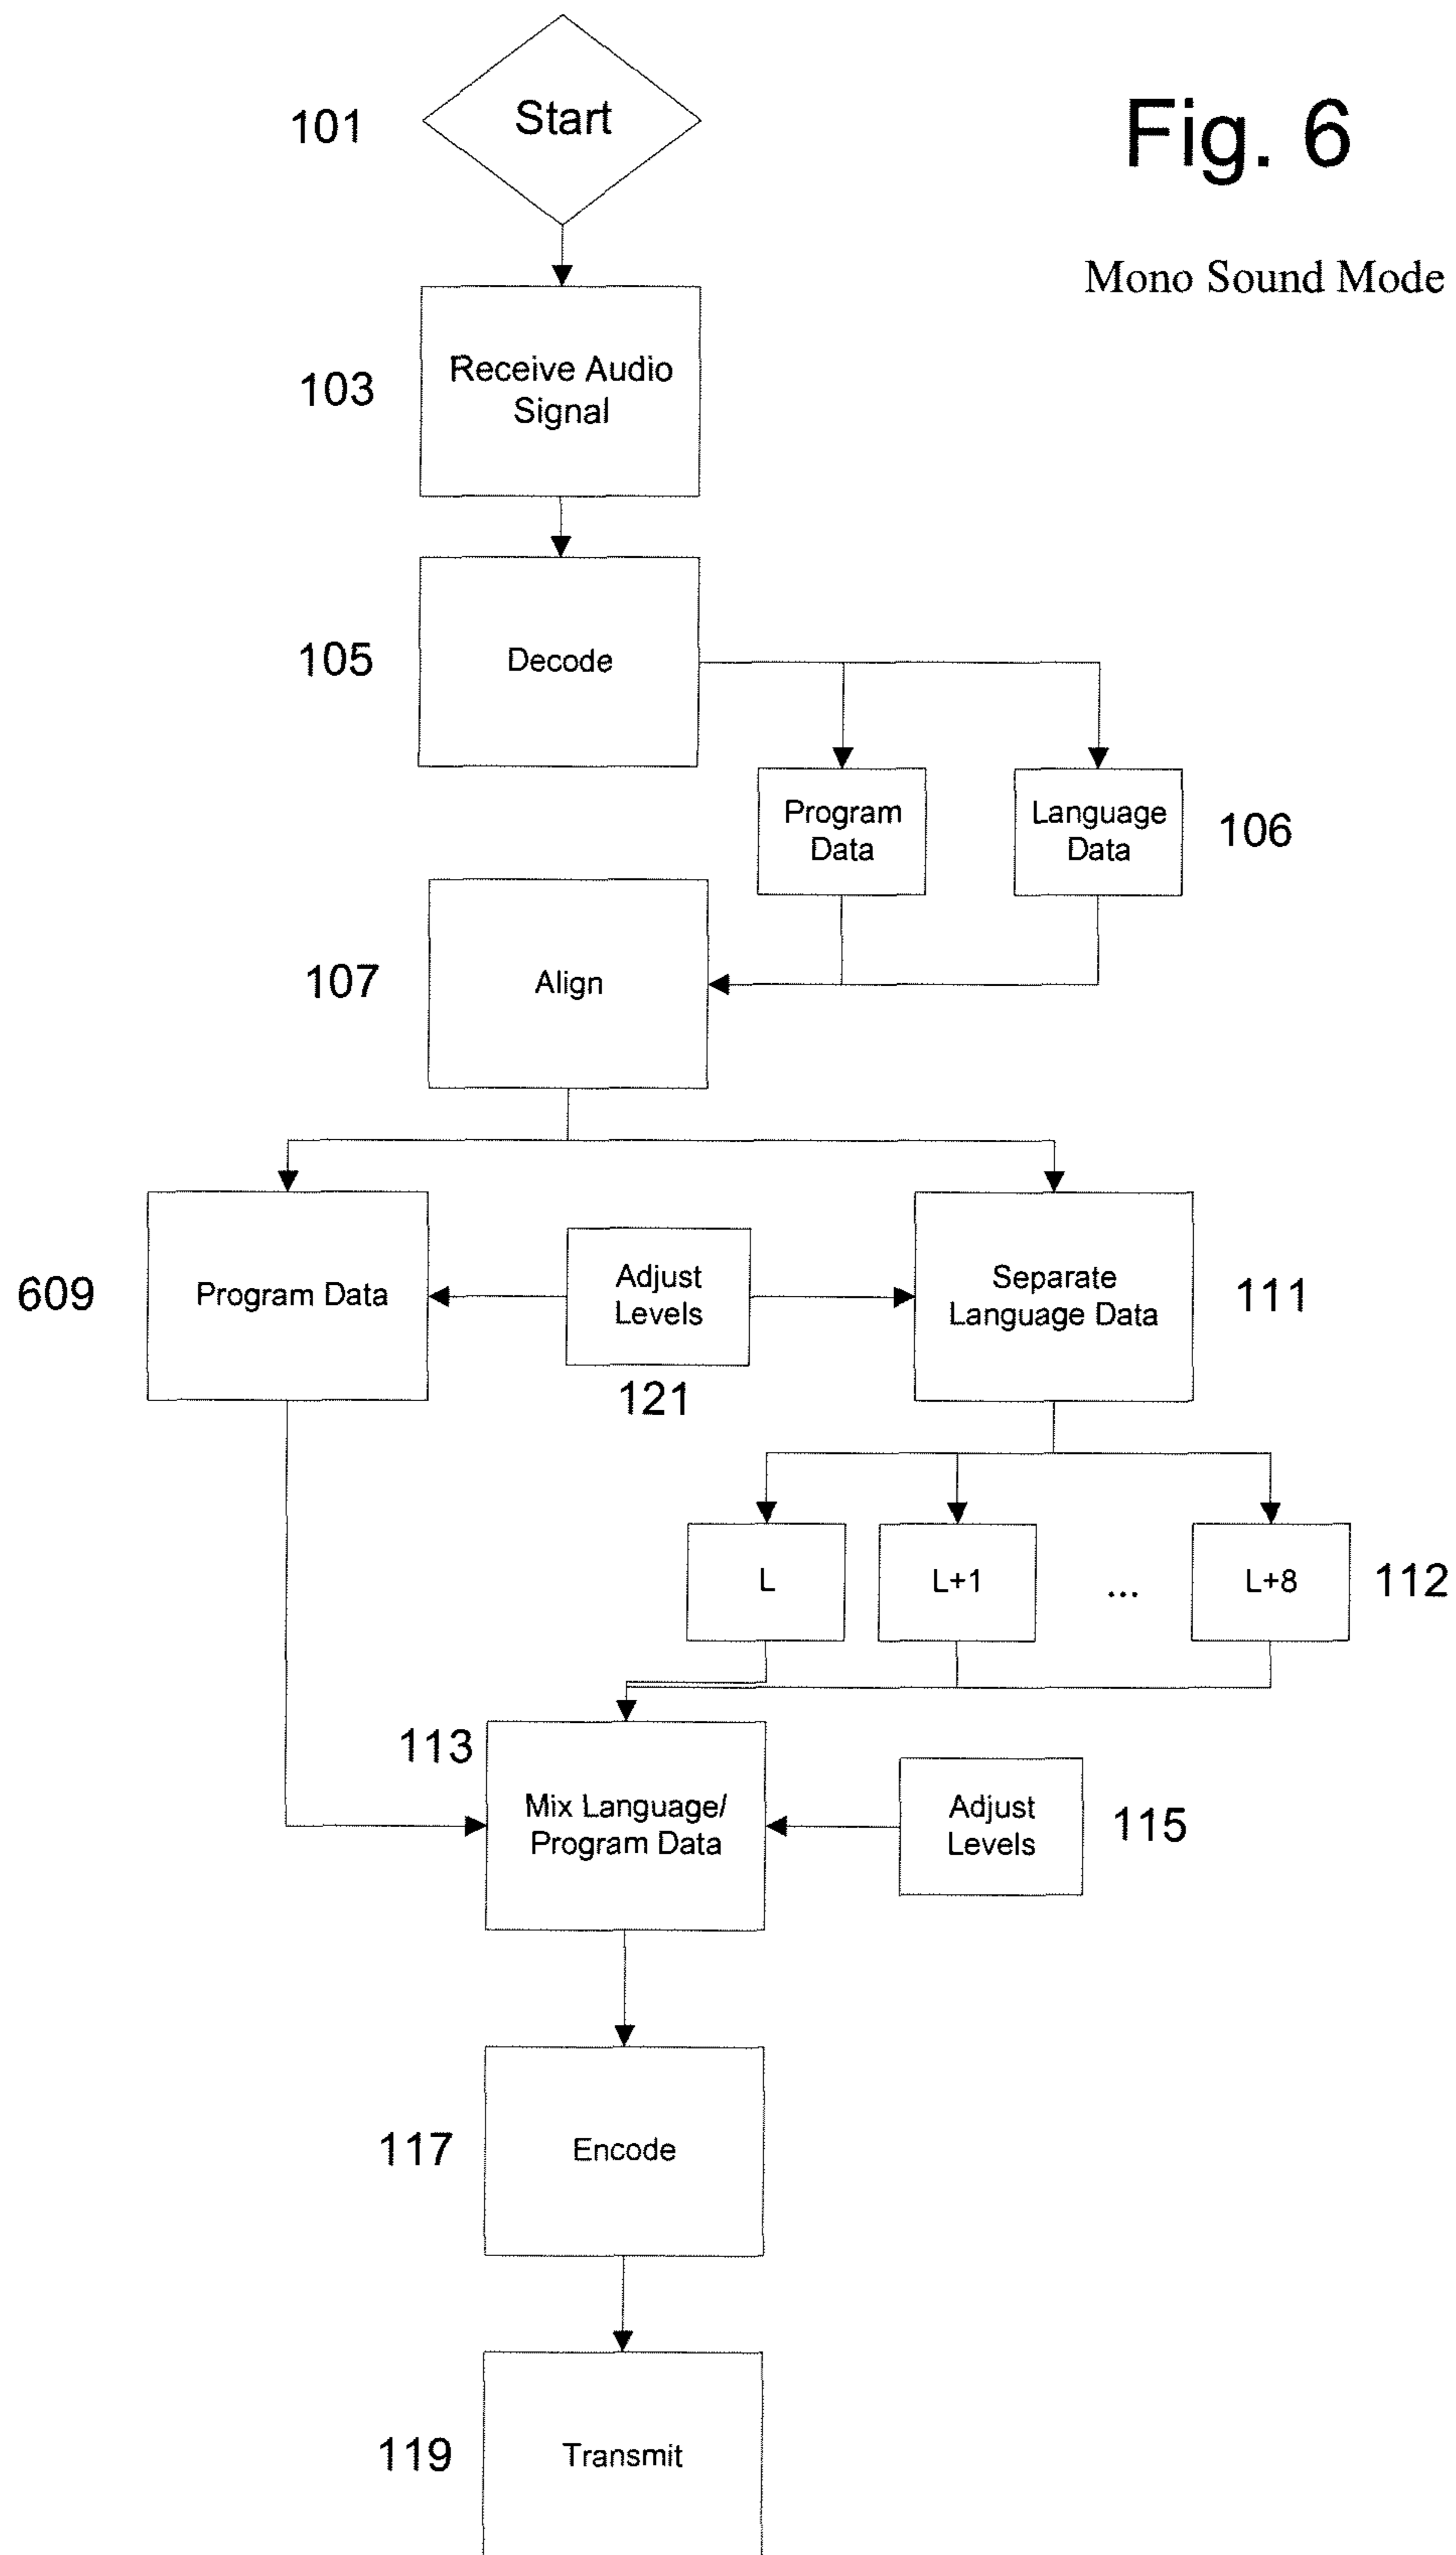 Fig. 6
Mono Sound Mode
101
Start
103
Receive Audio
Signal
105
Decode
Program
Data
Language
Data
106
107
Align
609
Program Data
Adjust
Levels
121
Separate
Language Data
111
L
L+1
...
L+8
112
113
Mix Language/
Program Data
Adjust
Levels
115
117
Encode
119
Transmit